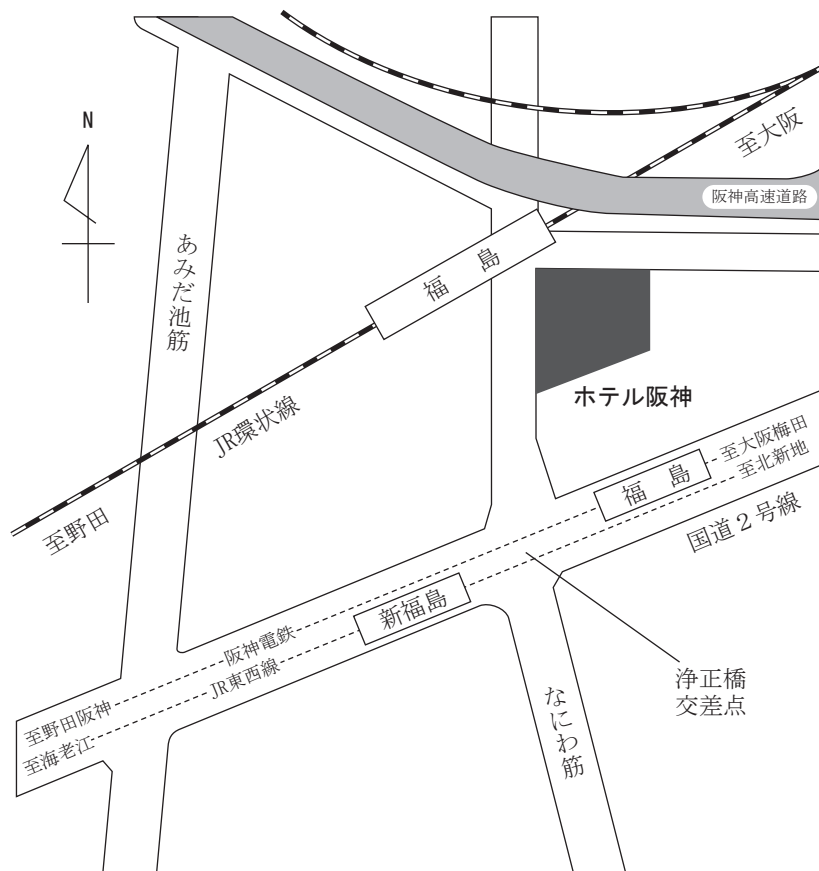 N
至大阪
阪神高速道路
あみだ池筋
福島
ホテル阪神
JR環状線
至野田
至大阪梅田
至北新地
福島
国道２号線
新福島
阪神電鉄
JR東西線
浄正橋
交差点
なにわ筋
至野田阪神
至海老江